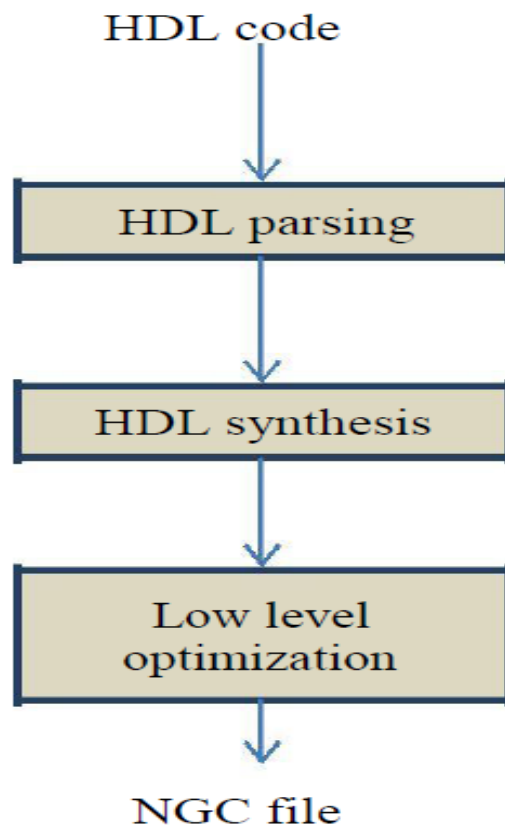 HDL code
HDL parsing
HDL synthesis
Low level
optimization
NGC file